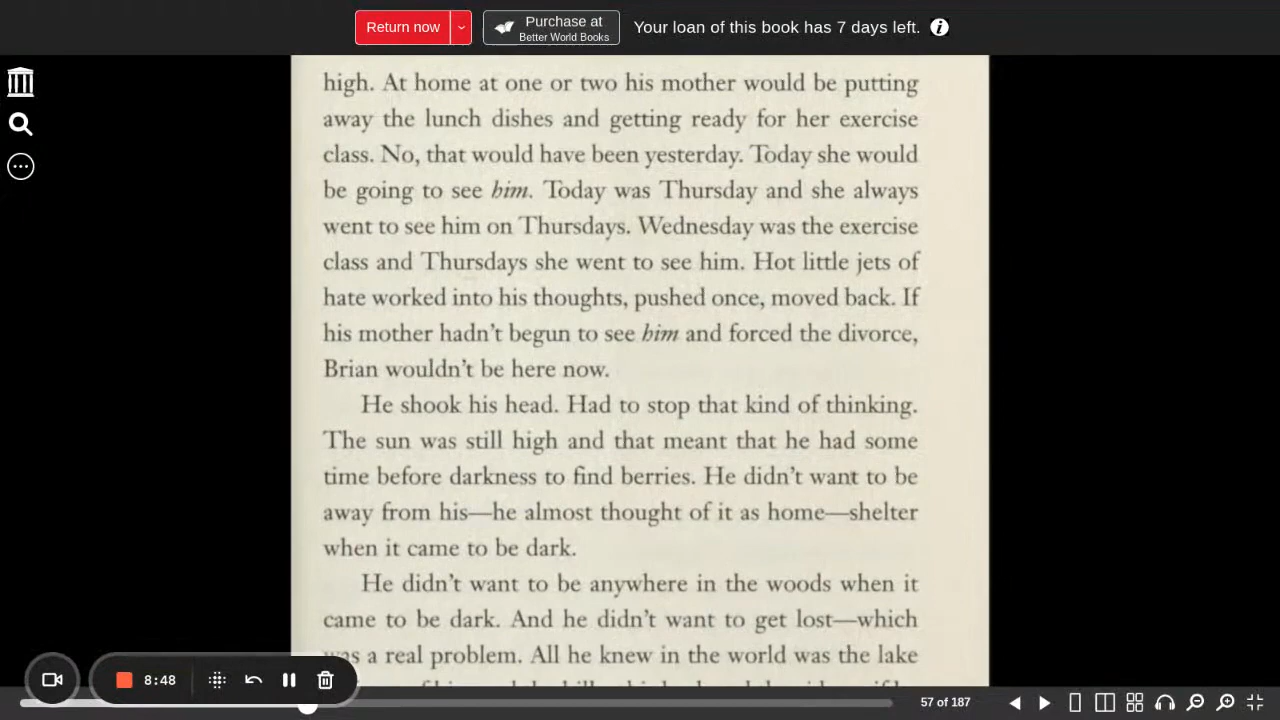 Return now
Purchase at
Better World Books
Your loan of this book has 7 days left.
high. At home at one or two his mother would be putting
away the lunch dishes and getting ready for her exercise
class. No, that would have been yesterday. Today she would
be going to see him. Today was Thursday and she always
went to see him on Thursdays. Wednesday was the exercise
class and Thursdays she went to see him. Hot little jets of
hate worked into his thoughts, pushed once, moved back. If
his mother hadn't begun to see him and forced the divorce,
Brian wouldn't be here now.
He shook his head. Had to stop that kind of thinking.
The sun was still high and that meant that he had some
time before darkness to find berries. He didn't want to be
away from his—he almost thought of it as home—shelter
when it came to be dark.
He didn't want to be anywhere in the woods when it
came to be dark. And he didn't want to get lost—which
was a real problem. All he knew in the world was the lake
8:48
57 of 187